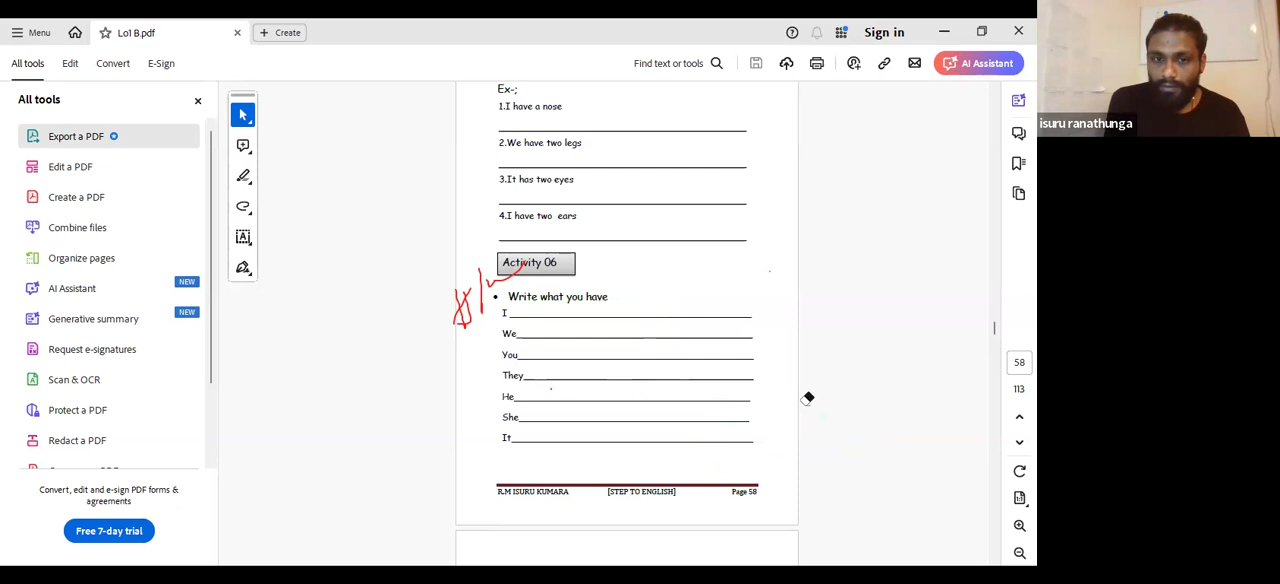 Menu
Lo1 B.pdf
Create
Sign in
All tools
Edit
Convert
E-Sign
Find text or tools
AI Assistant
isuru ranathunga
All tools
Export a PDF
Edit a PDF
Create a PDF
Combine files
Organize pages
AI Assistant
NEW
Generative summary
NEW
Request e-signatures
Scan & OCR
Protect a PDF
Redact a PDF
Convert, edit and e-sign PDF forms &
agreements
Free 7-day trial
Ex-;
1.I have a nose
2.We have two legs
3.It has two eyes
4.I have two ears
Activity 06
• Write what you have
I
We
You
They
He
She
It
R.M ISURU KUMARA [STEP TO ENGLISH] Page 58
58
113